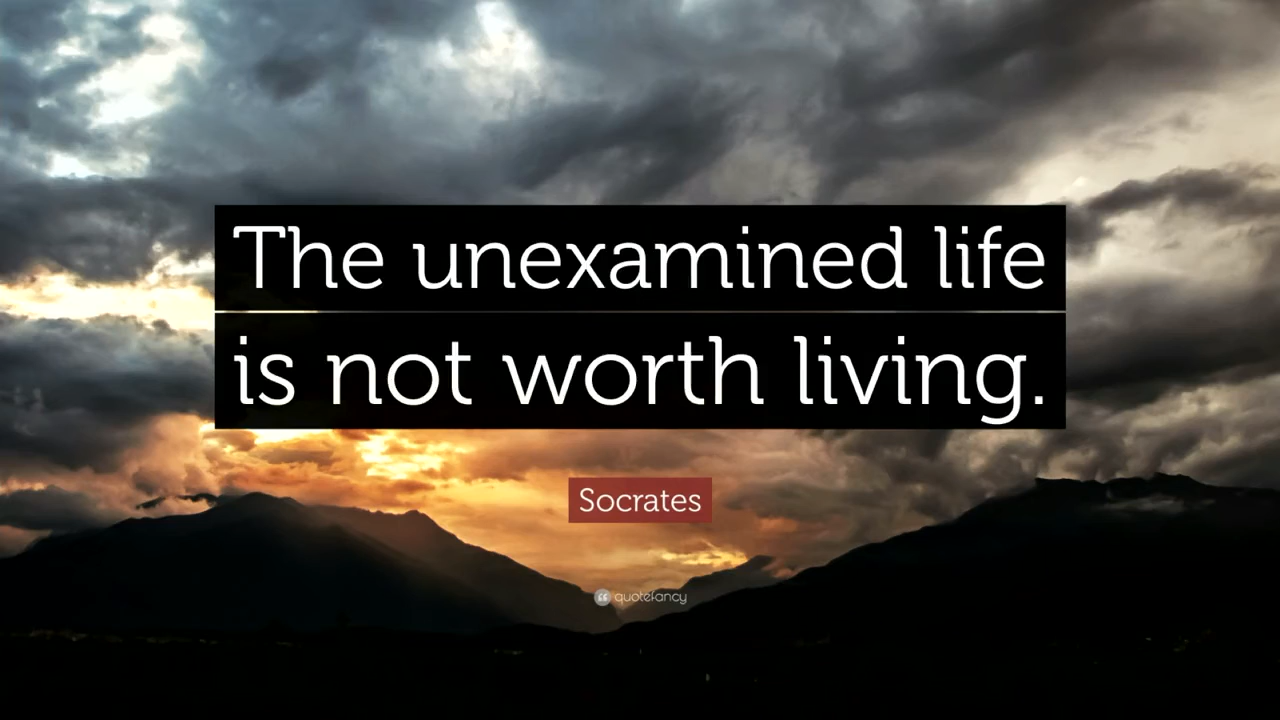 The unexamined life
is not worth living.
Socrates
quotefancy